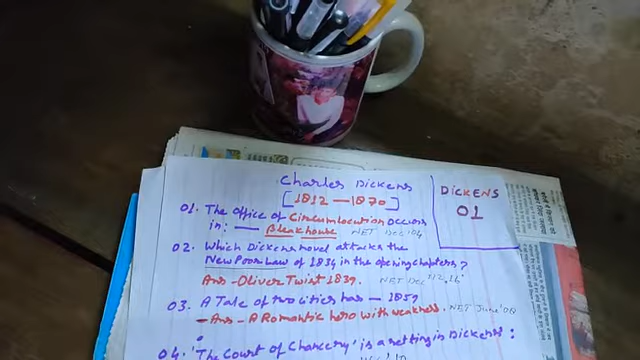 Charles Dickens
[1812 — 1870]
DICKENS
01
01. The Office of Circumlocution Occurs
in: — Bleak house NET Dec '04
02. Which Dickens novel attacks the
New Poor Law of 1834 in the opening chapters?
Ans - Oliver Twist 1839. NET Dec '12, 16
03. A Tale of two cities has — 1859
- Ans - A Romantic hero with weakness. NET June '08
04. 'The Court of Chancery' is a setting in Dickens' :